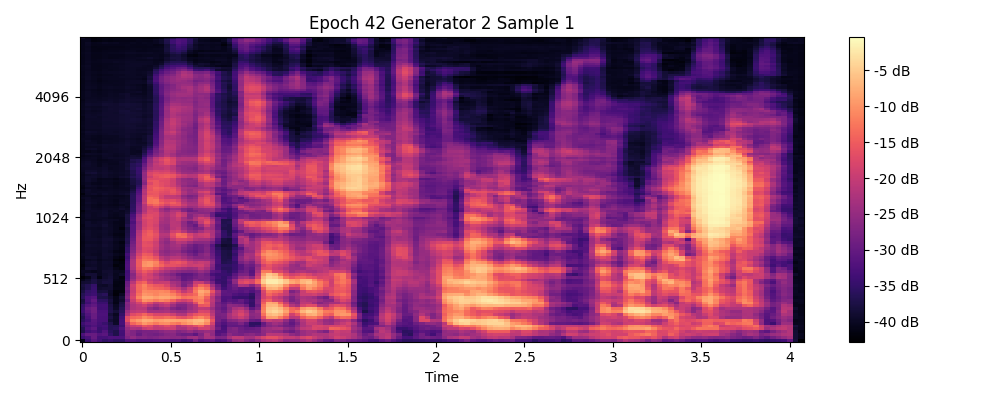 Epoch 42 Generator 2 Sample 1
Hz
4096
2048
1024
512
0
0 0.5 1 1.5 2 2.5 3 3.5 4
Time
-5 dB
-10 dB
-15 dB
-20 dB
-25 dB
-30 dB
-35 dB
-40 dB